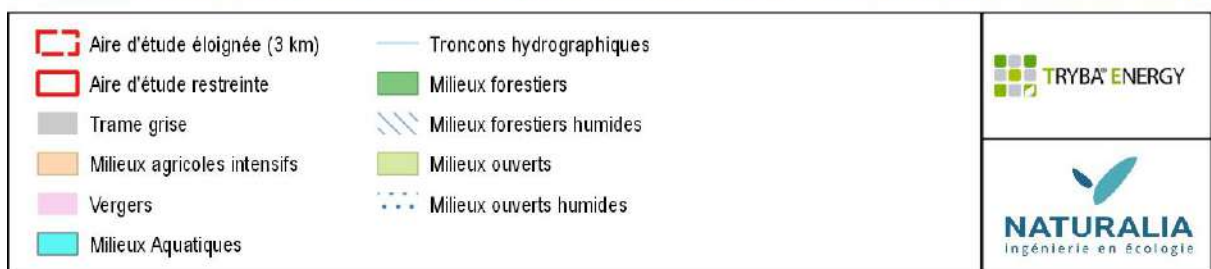 Aire d'étude éloignée (3 km)
Aire d'étude restreinte
Trame grise
Milieux agricoles intensifs
Vergers
Milieux Aquatiques
Troncons hydrographiques
Milieux forestiers
Milieux forestiers humides
Milieux ouverts
Milieux ouverts humides
TRYBA™ ENERGY
NATURALIA
ingénierie en écologie